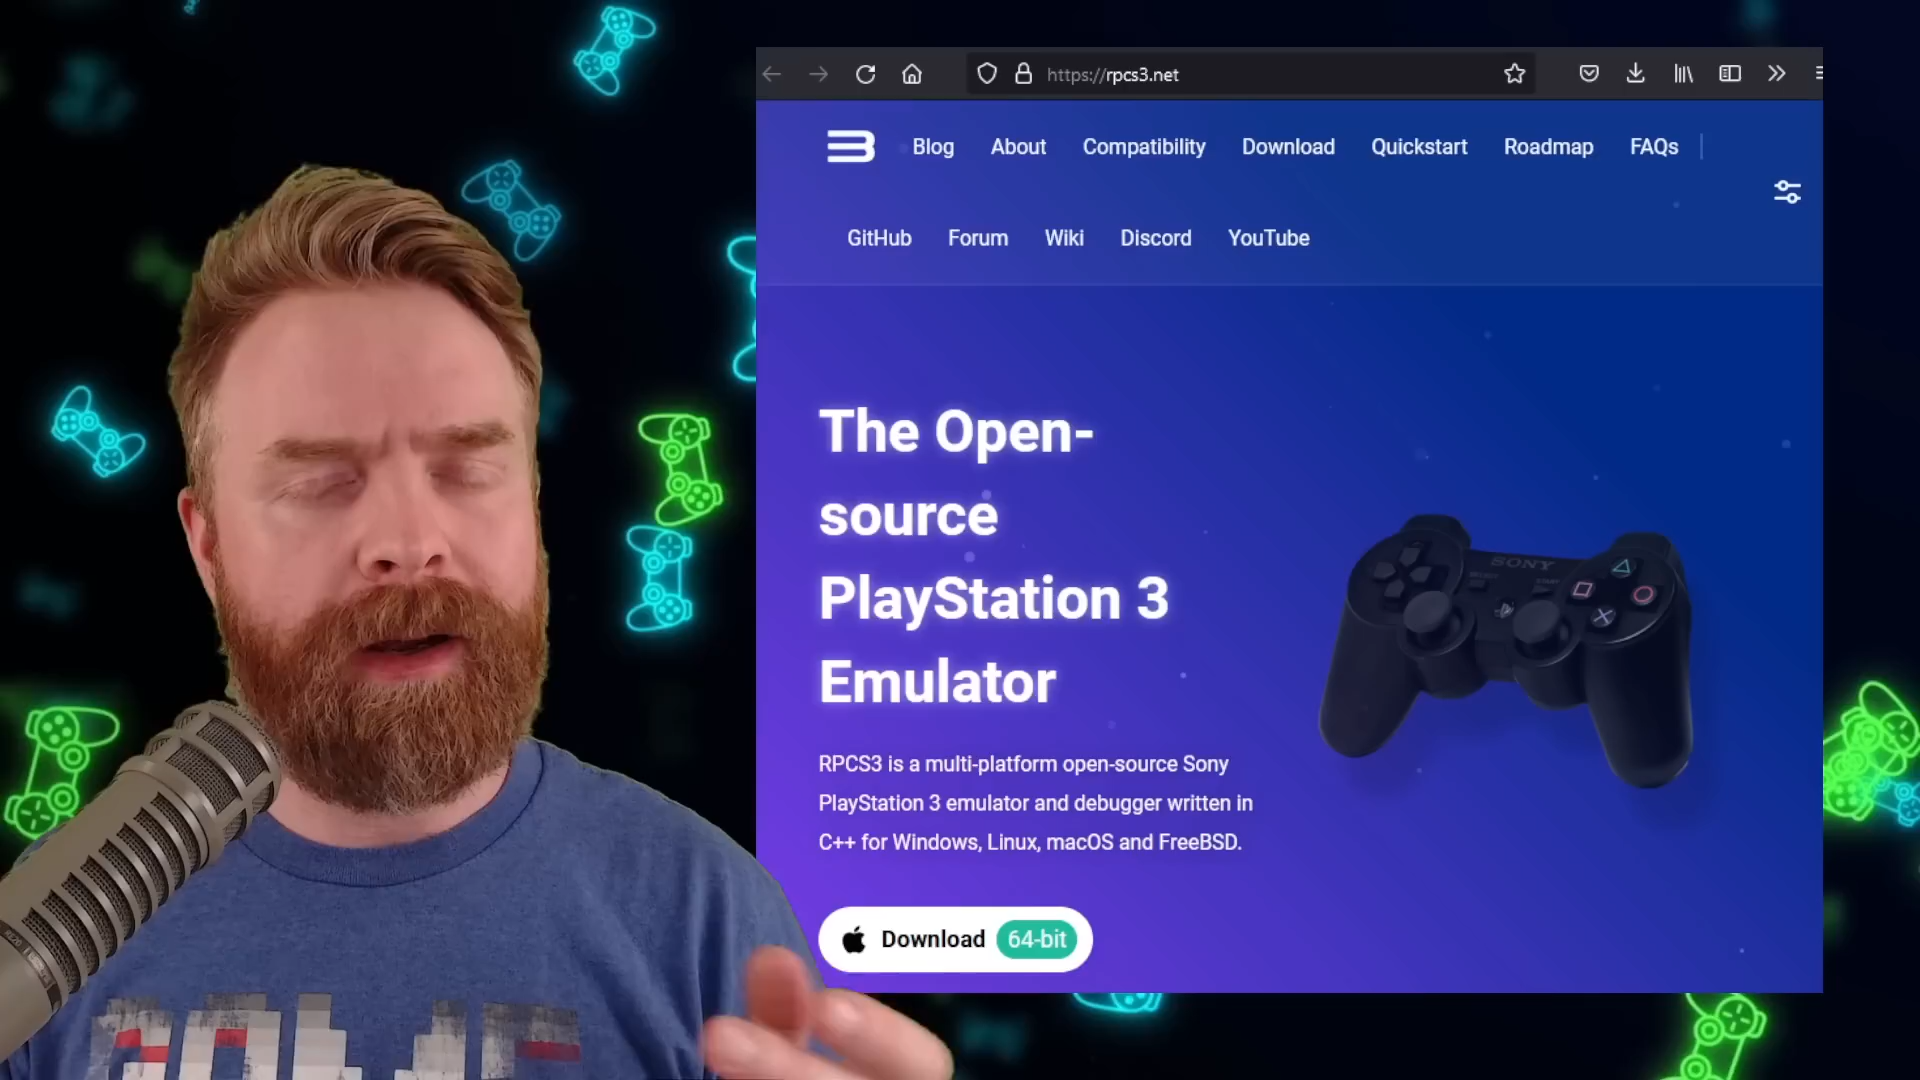 https://rpcs3.net
Blog About Compatibility Download Quickstart Roadmap FAQs
GitHub Forum Wiki Discord YouTube
The Open-
source
PlayStation 3
Emulator
SONY
SELECT START
RPCS3 is a multi-platform open-source Sony
PlayStation 3 emulator and debugger written in
C++ for Windows, Linux, macOS and FreeBSD.
Download 64-bit